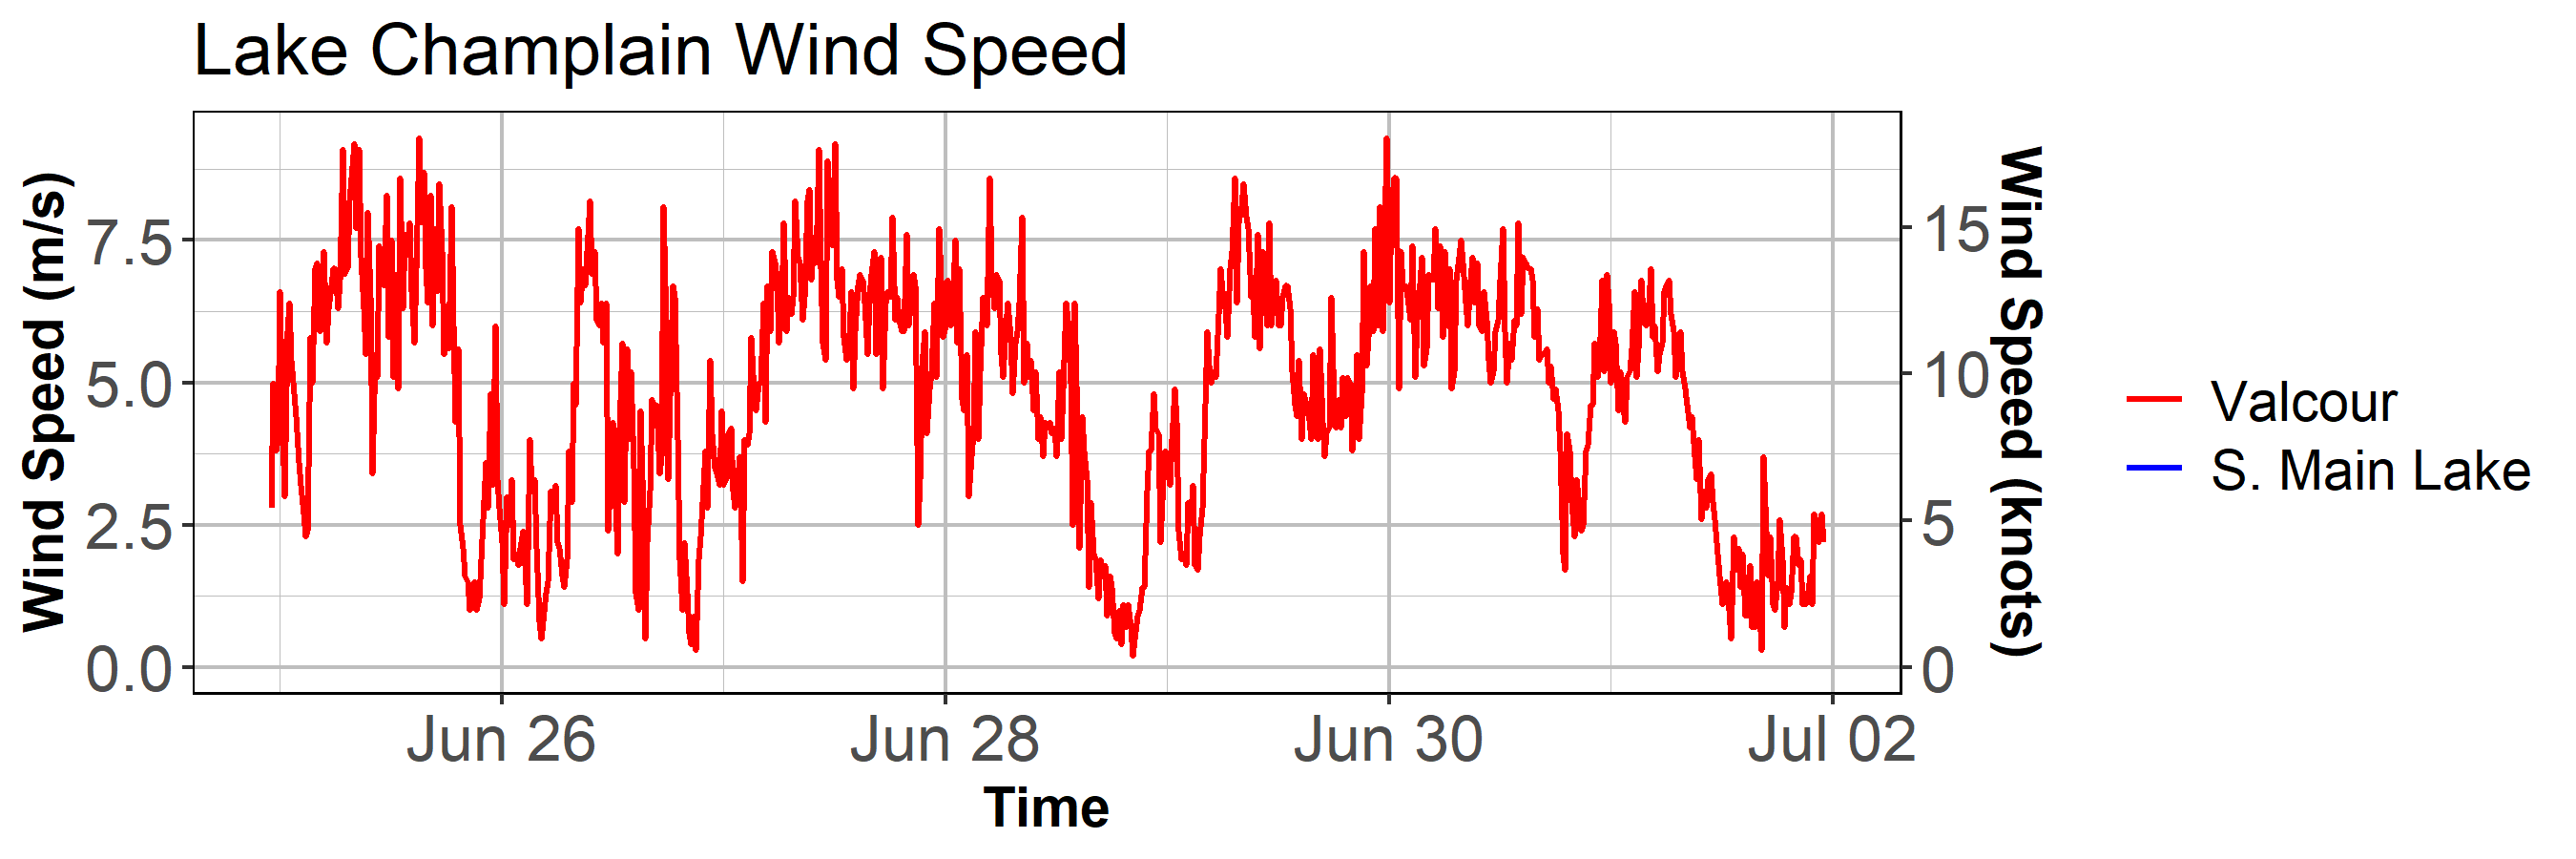 Lake Champlain Wind Speed
Wind Speed (m/s)
7.5
5.0
2.5
0.0
Wind Speed (knots)
15
10
5
0
Jun 26
Jun 28
Jun 30
Jul 02
Time
Valcour
S. Main Lake